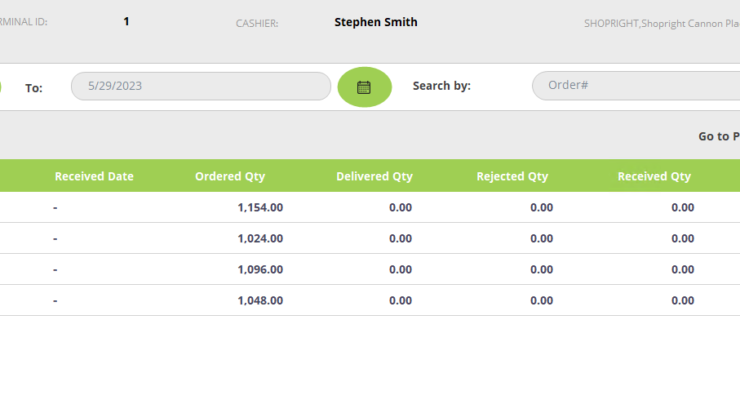 RMINAL ID: 1 CASHIER: Stephen Smith SHOPRIGHT,Shopright Cannon Pla
To: 5/29/2023 Search by: Order#
Go to P
Received Date Ordered Qty Delivered Qty Rejected Qty Received Qty
- 1,154.00 0.00 0.00 0.00
- 1,024.00 0.00 0.00 0.00
- 1,096.00 0.00 0.00 0.00
- 1,048.00 0.00 0.00 0.00